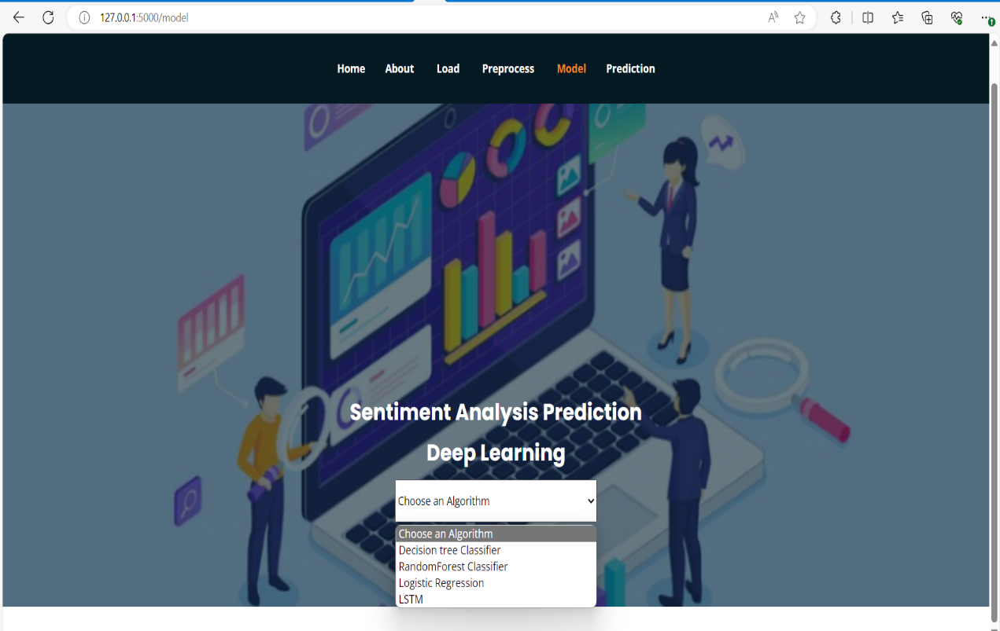 127.0.0.1:5000/model
Home About Load Preprocess Model Prediction
Sentiment Analysis Prediction
Deep Learning
Choose an Algorithm
Choose an Algorithm
Decision tree Classifier
RandomForest Classifier
Logistic Regression
LSTM